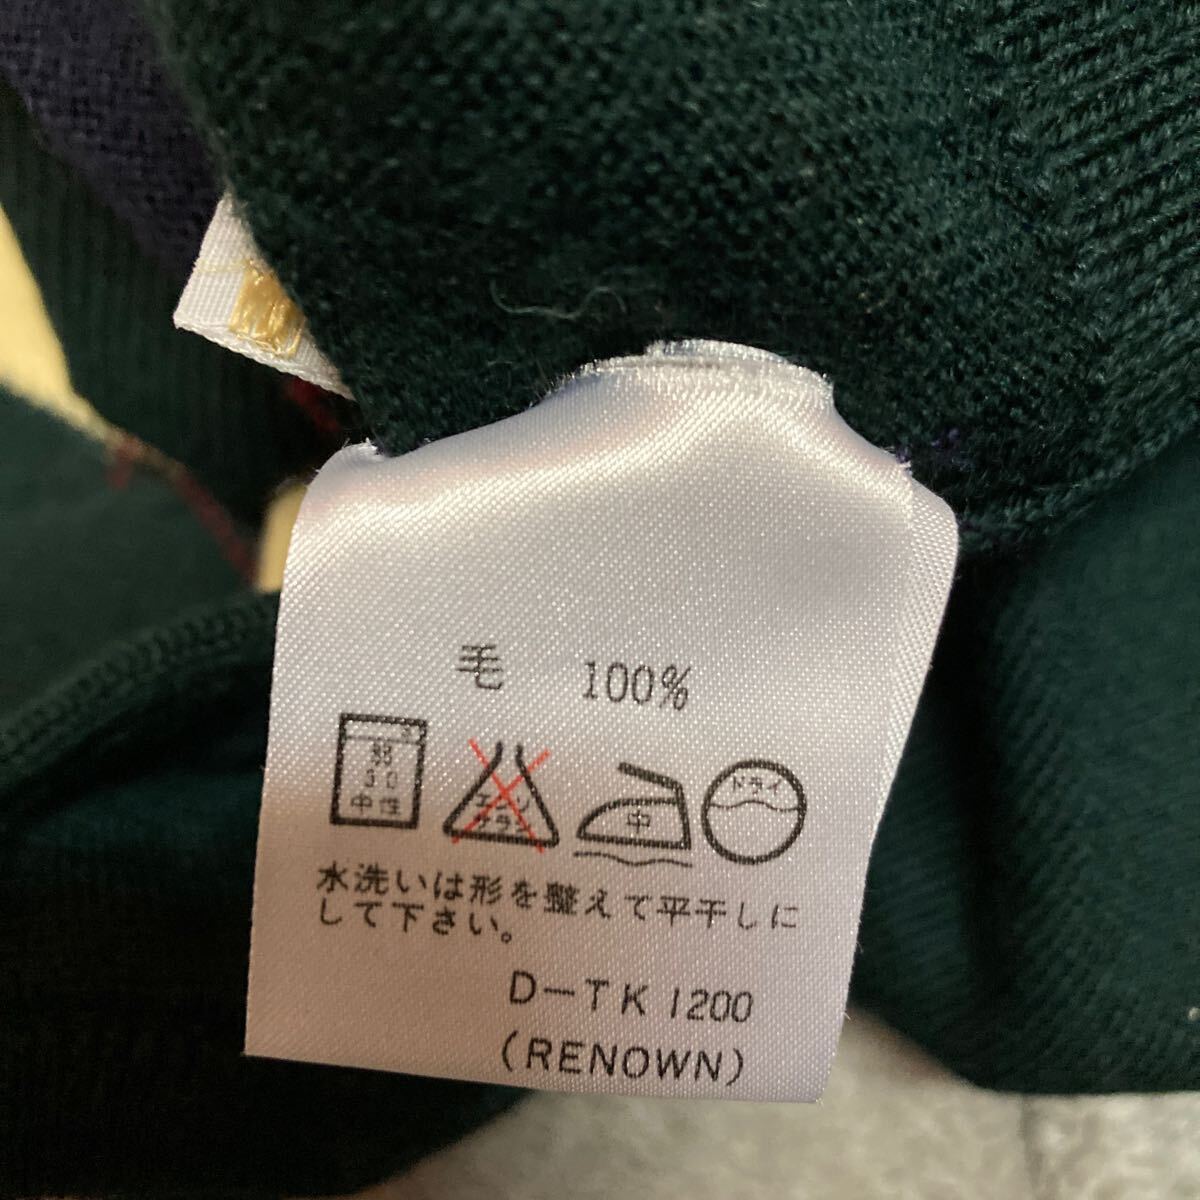 毛 100%
30
中性
エンソ
サラシ
中
ドライ
水洗いは形を整えて平干しに
して下さい。
D-TK 1200
(RENOWN)